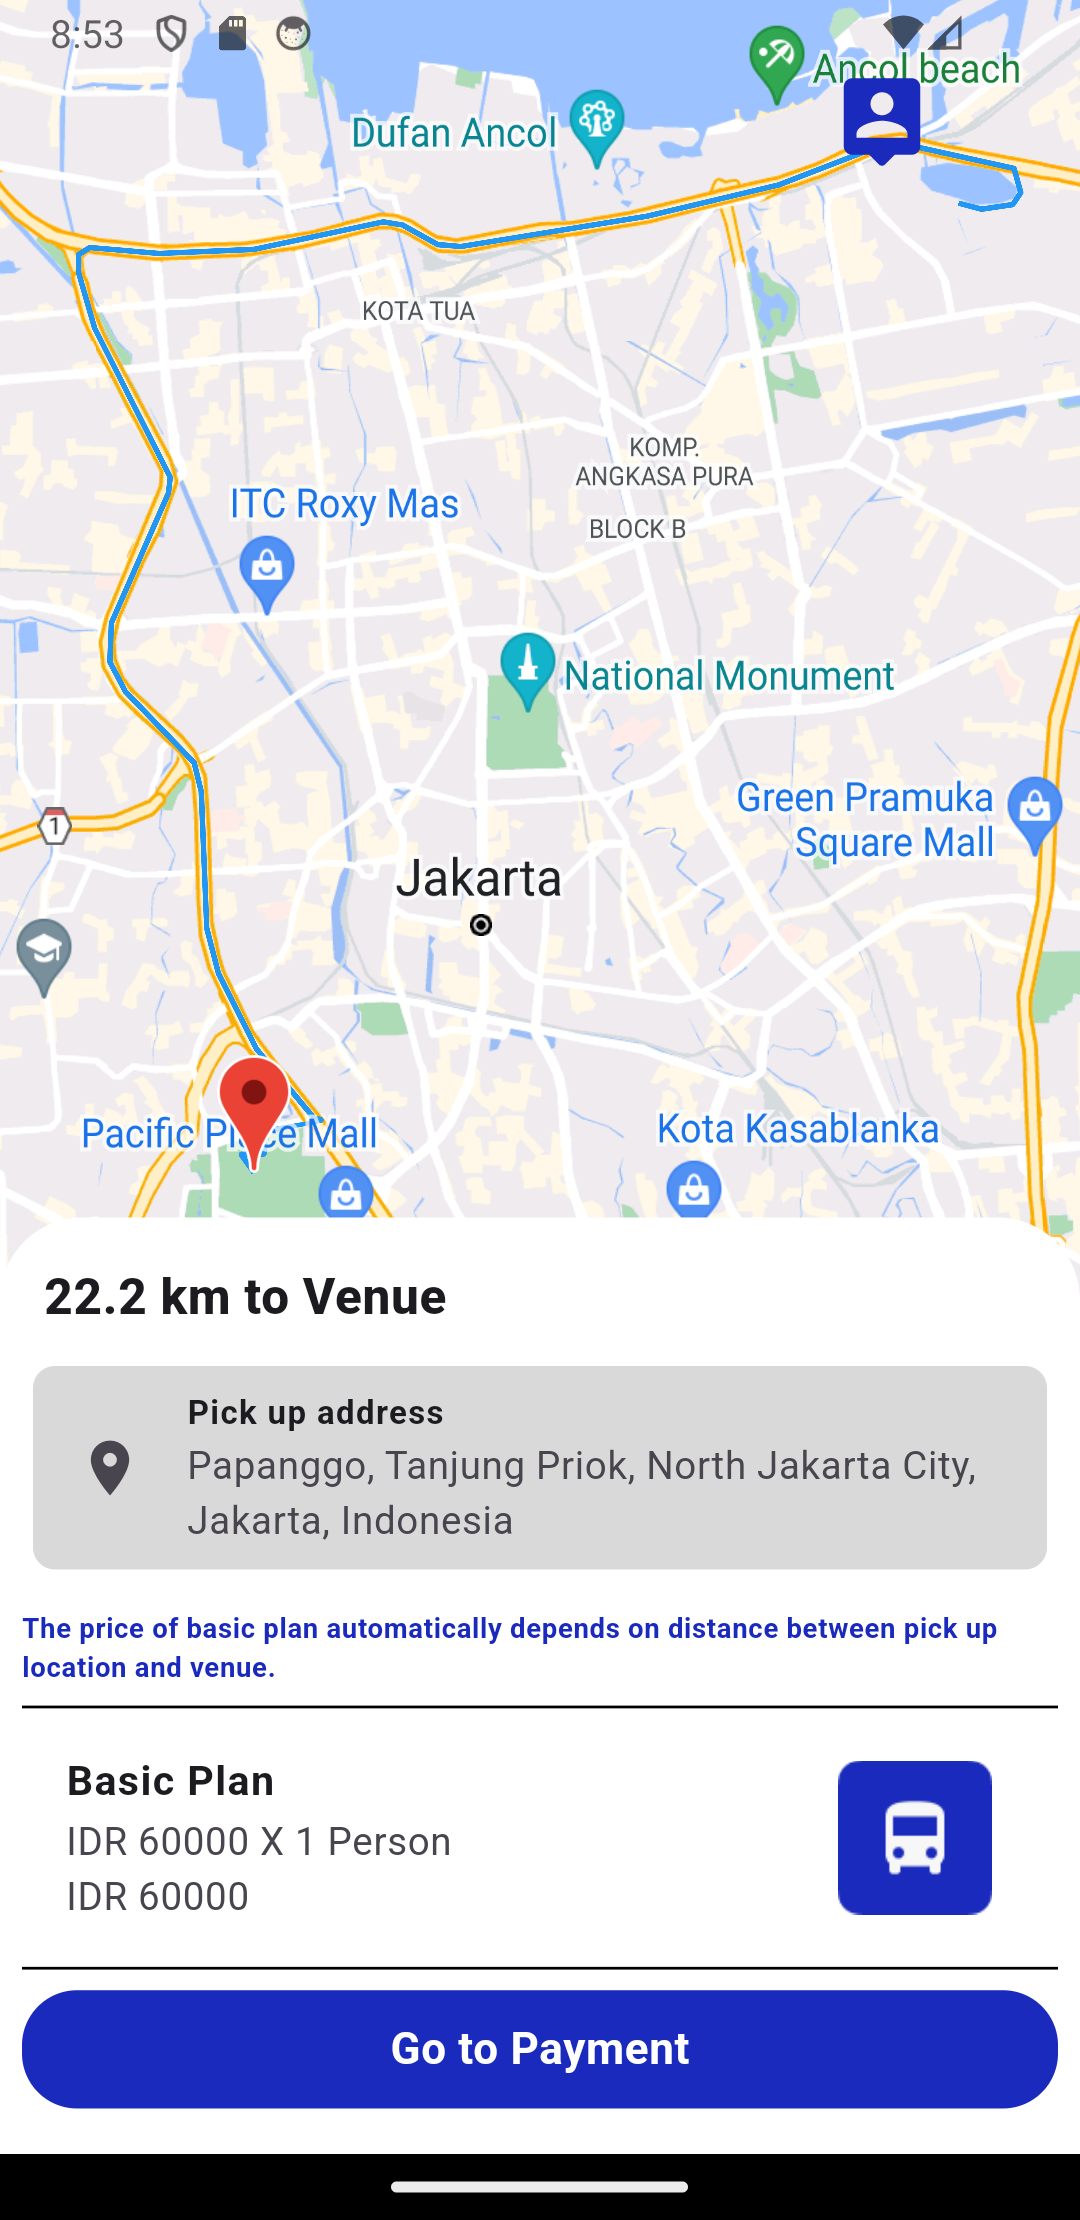 8:53
Ancol beach
Dufan Ancol
KOTA TUA
KOMP.
ANGKASA PURA
ITC Roxy Mas
BLOCK B
National Monument
Green Pramuka
Square Mall
1
Jakarta
Pacific Place Mall
Kota Kasablanka
22.2 km to Venue
Pick up address
Papanggo, Tanjung Priok, North Jakarta City,
Jakarta, Indonesia
The price of basic plan automatically depends on distance between pick up
location and venue.
Basic Plan
IDR 60000 X 1 Person
IDR 60000
Go to Payment